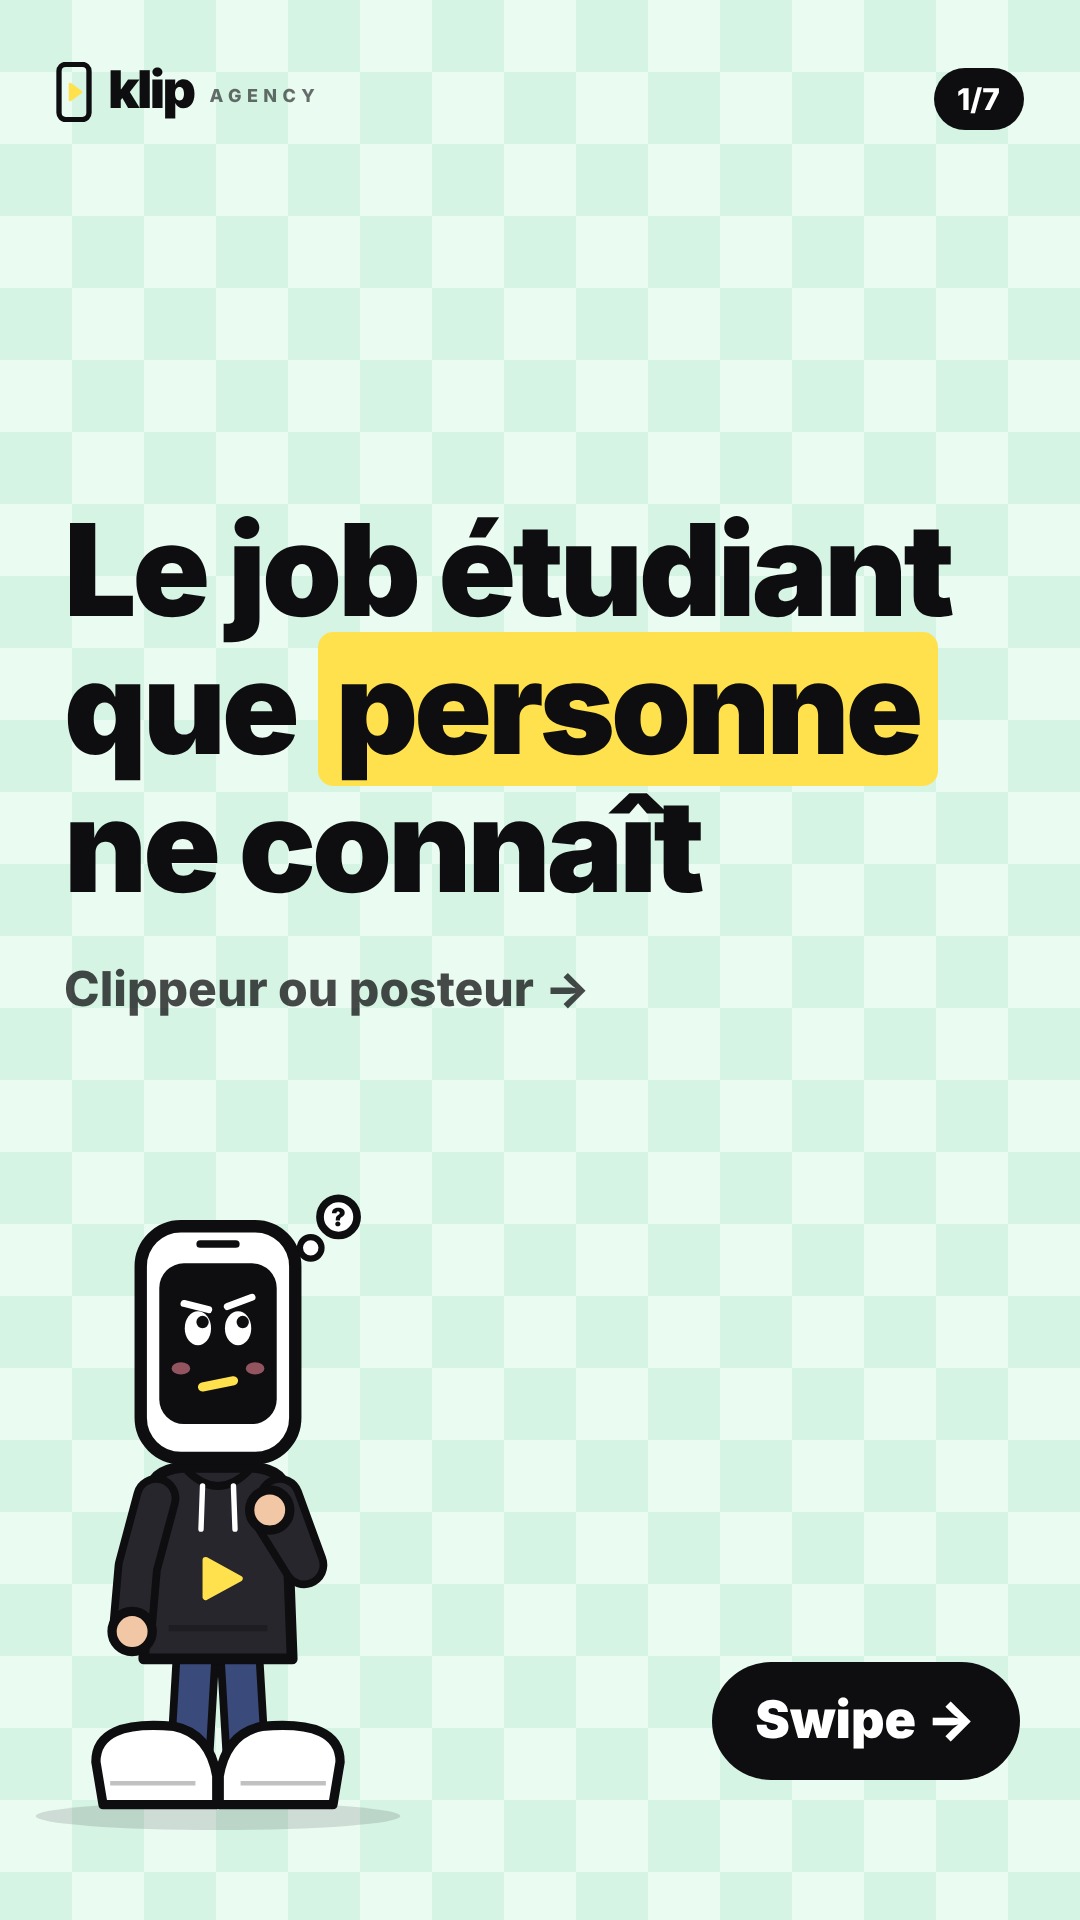 klip AGENCY
1/7
Le job étudiant
que personne
ne connaît
Clippeur ou posteur →
?
Swipe →